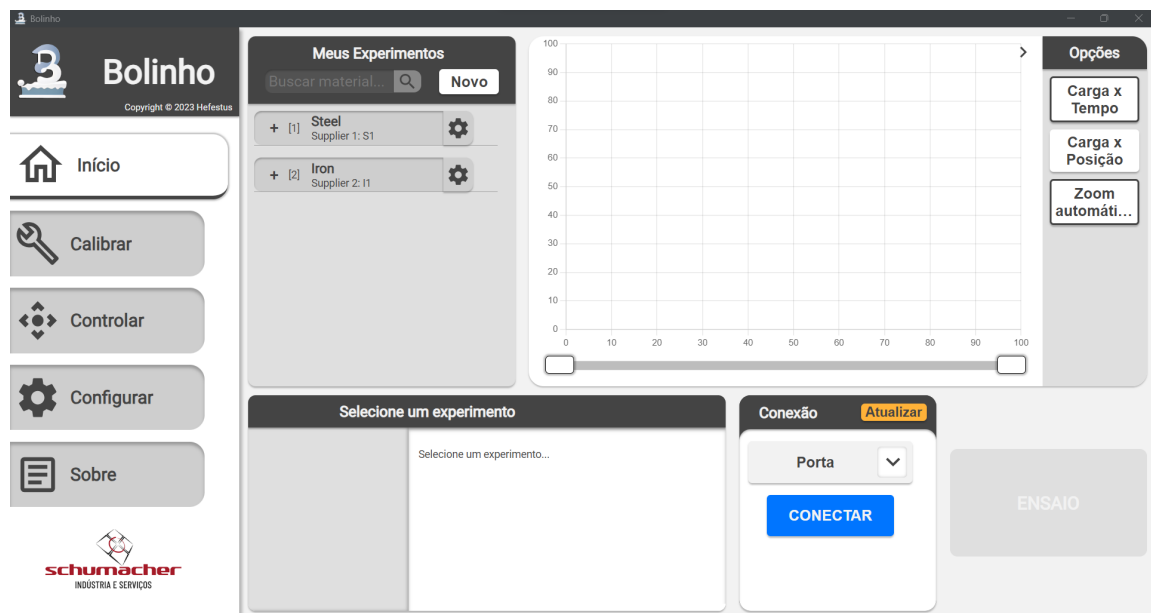 Bolinho
Bolinho
Copyright © 2023 Hefestus
Início
Calibrar
Controlar
Configurar
Sobre
schumacher
INDÚSTRIA E SERVIÇOS
Meus Experimentos
Buscar material...
Novo
+ [1] Steel
Supplier 1: S1
+ [2] Iron
Supplier 2: I1
100
90
80
70
60
50
40
30
20
10
0
0 10 20 30 40 50 60 70 80 90 100
Opções
Carga x
Tempo
Carga x
Posição
Zoom
automáti...
Selecione um experimento
Selecione um experimento...
Conexão
Atualizar
Porta
CONECTAR
ENSAIO